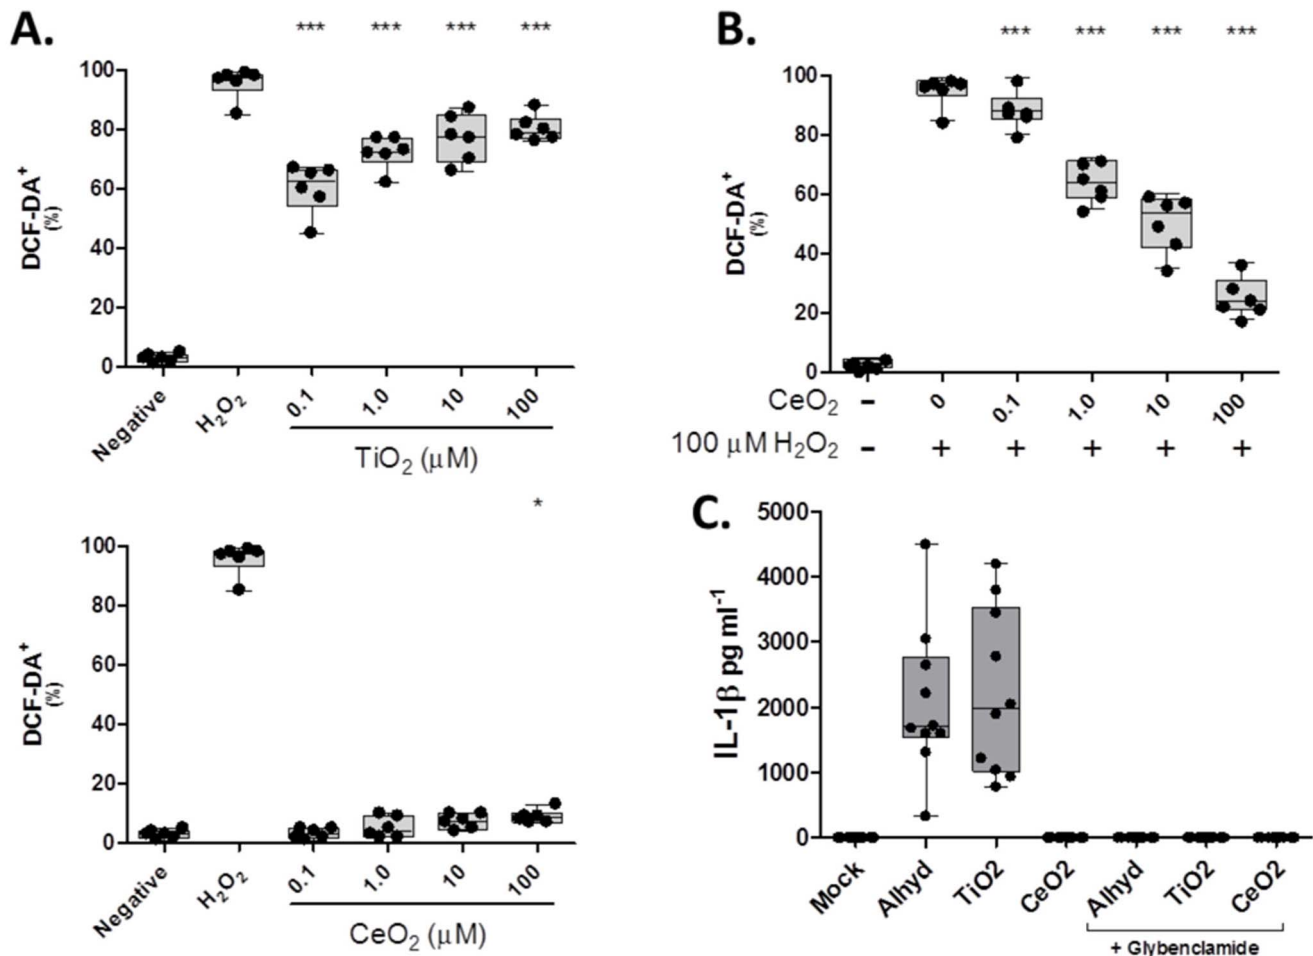 A.
*** *** *** ***
DCF-DA⁺
(%)
100
80
60
40
20
0
Negative
H₂O₂
0.1
1.0
10
100
TiO₂ (μM)
*
DCF-DA⁺
(%)
100
80
60
40
20
0
Negative
H₂O₂
0.1
1.0
10
100
CeO₂ (μM)
B.
*** *** *** ***
DCF-DA⁺
(%)
100
80
60
40
20
0
CeO₂ - 0 0.1 1.0 10 100
100 μM H₂O₂ - + + + + +
C.
IL-1β pg ml⁻¹
5000
4000
3000
2000
1000
0
Mock
Alhyd
TiO2
CeO2
Alhyd
TiO2
CeO2
+ Glybenclamide